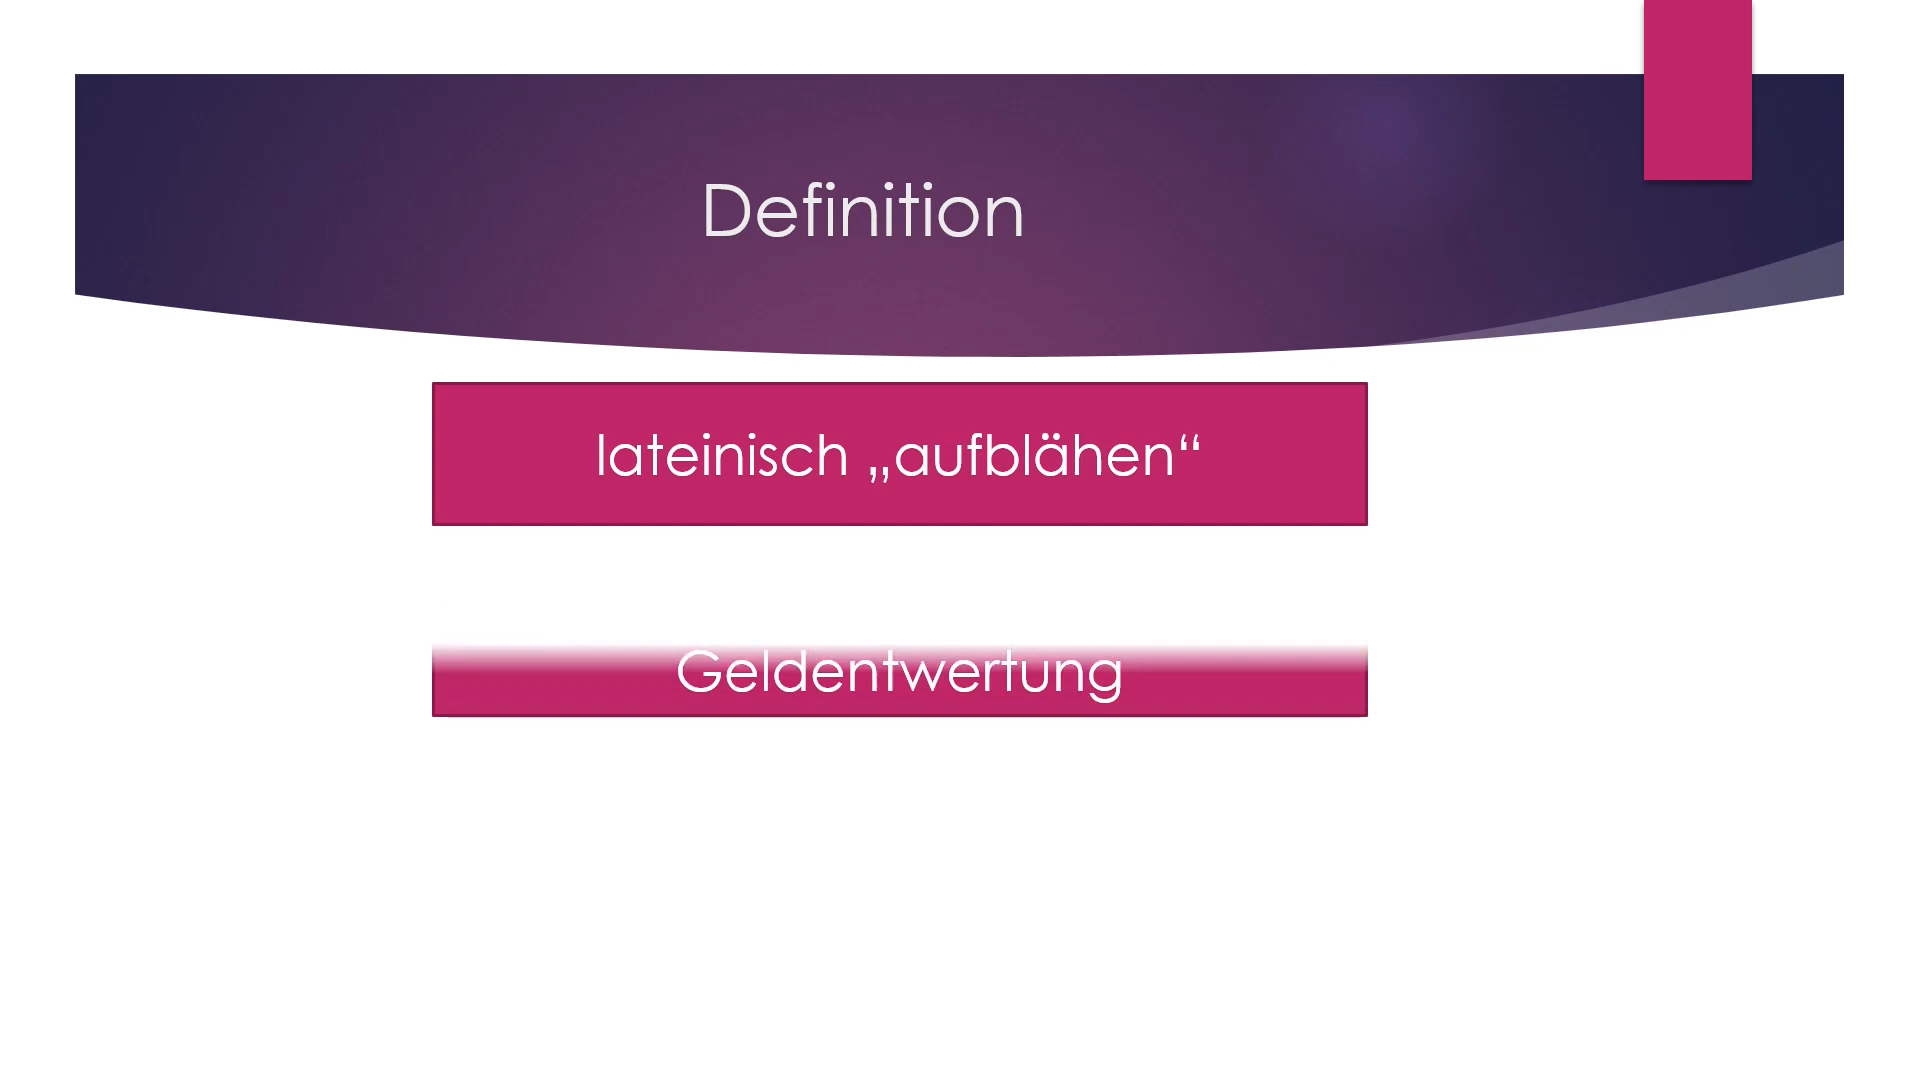 Definition
lateinisch „aufblähen“
Geldentwertung